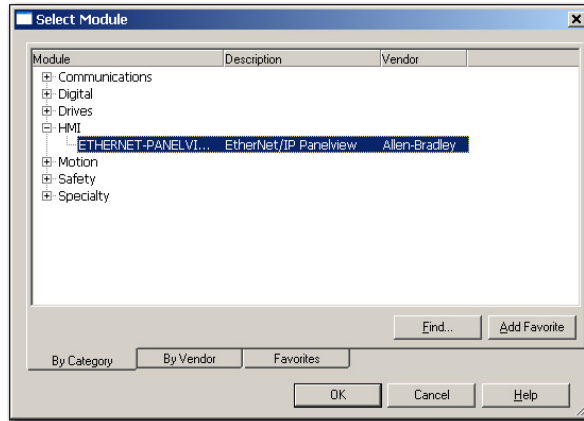 Select Module
Module Description Vendor
Communications
Digital
Drives
HMI
ETHERNET-PANELVI... EtherNet/IP Panelview Allen-Bradley
Motion
Safety
Specialty
Find... Add Favorite
By Category By Vendor Favorites
OK Cancel Help